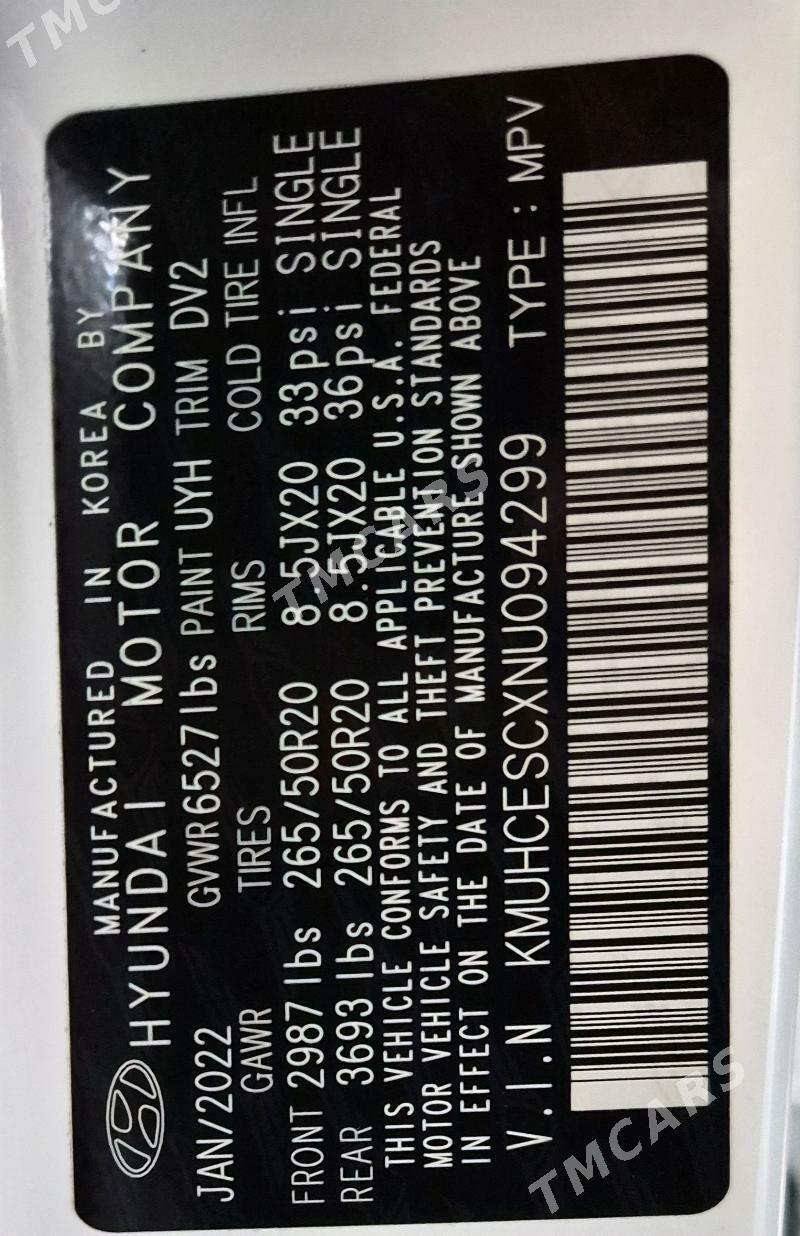 MANUFACTURED IN KOREA BY
HYUNDAI MOTOR COMPANY
JAN/2022 GVWR6527lbs PAINT UYH TRIM DV2
GAWR TIRES RIMS COLD TIRE INFL
FRONT 2987 lbs 265/50R20 8.5JX20 33psi SINGLE
REAR 3693 lbs 265/50R20 8.5JX20 36psi SINGLE
THIS VEHICLE CONFORMS TO ALL APPLICABLE U.S.A. FEDERAL
MOTOR VEHICLE SAFETY AND THEFT PREVENTION STANDARDS
IN EFFECT ON THE DATE OF MANUFACTURE SHOWN ABOVE
V.I.N KMUHCESCXNU094299 TYPE : MPV
TMCARS
TMCARS
TMCARS